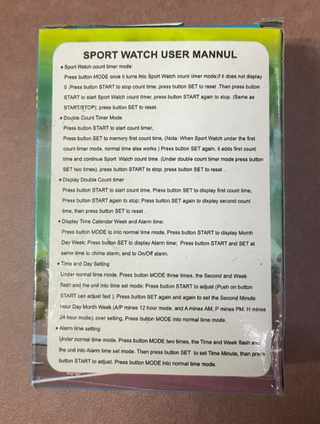 SPORT WATCH USER MANNUL
♦ Sport Watch count timer mode
Press button MODE once it turns into Sport Watch count timer mode;if it does not display
0 .Press button START to stop count time, press button SET to reset .Then press button
START to start Sport Watch count timer, press button START again to stop. (Same as
START/STOP); press button SET to reset.
♦ Double Count Timer Mode
Press button START to start count timer,
Press button SET to memory first count time, (Note: When Sport Watch under the first
count timer mode, normal time else works.) Press button SET again, it adds first count
time and continue Sport Watch count time. (Under double count timer mode press button
SET two times), press button START to stop; press button SET to reset .
♦ Display Double Count timer
Press button START to start count time, Press button SET to display first count time,
Press button START again to stop; Press button SET again to display second count
time, then press button SET to reset .
♦ Display Time Calendar Week and Alarm time:
Press button MODE to into normal time mode, Press button START to display Month
Day Week; Press button SET to display Alarm time; Press button START and SET at
same time to chime alarm, and to On/Off alarm.
♦ Time and Day Setting
Under normal time mode, Press button MODE three times, the Second and Week
flash and the unit into time set mode; Press button START to adjust (Push on button
START can adjust fast ). Press button SET again and again to set the Second Minute
Hour Day Month Week (A/P mines 12 hour mode, and A mines AM, P mines PM, H mines
24 hour mode), over setting, Press button MODE into normal time mode.
♦ Alarm time setting
Under normal time mode, Press button MODE two times, the Time and Week flash and
the unit into Alarm time set mode. Then press button SET to set Time Minute, then press
button START to adjust. Press button MODE into normal time mode.